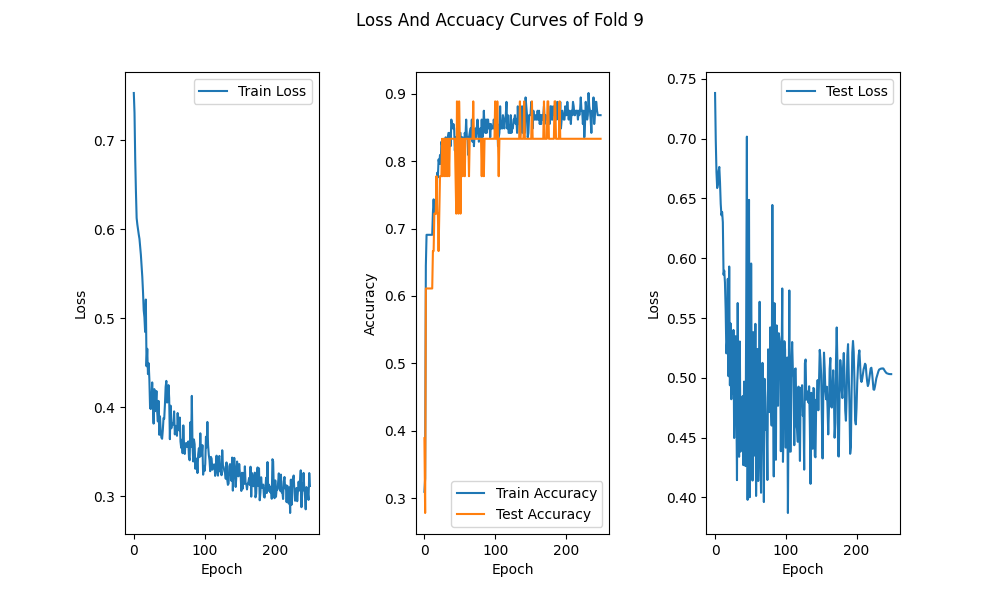 Loss And Accuacy Curves of Fold 9
Train Loss
0.7
0.6
0.5
0.4
0.3
Loss
0
100
200
Epoch
0.9
0.8
0.7
0.6
0.5
0.4
0.3
Accuracy
Train Accuracy
Test Accuracy
0
100
200
Epoch
Test Loss
0.75
0.70
0.65
0.60
0.55
0.50
0.45
0.40
Loss
0
100
200
Epoch